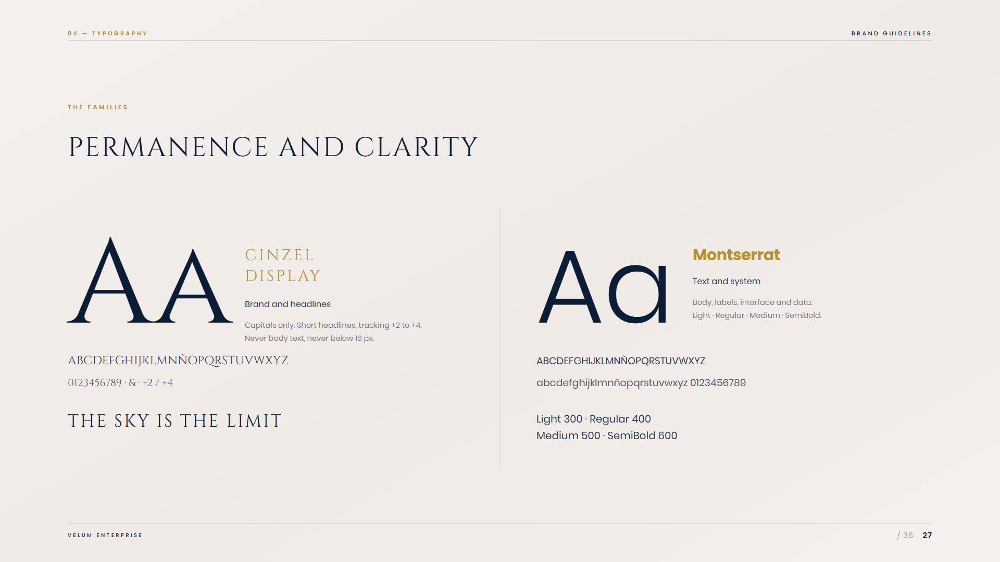 04 — TYPOGRAPHY
BRAND GUIDELINES
THE FAMILIES
PERMANENCE AND CLARITY
Aa
CINZEL
DISPLAY
Brand and headlines
Capitals only. Short headlines, tracking +2 to +4.
Never body text, never below 16 px.
ABCDEFGHIJKLMNÑOPQRSTUVWXYZ
0123456789 · & · +2 / +4
THE SKY IS THE LIMIT
Aa
Montserrat
Text and system
Body, labels, interface and data.
Light · Regular · Medium · SemiBold.
ABCDEFGHIJKLMNÑOPQRSTUVWXYZ
abcdefghijklmnñopqrstuvwxyz 0123456789
Light 300 · Regular 400
Medium 500 · SemiBold 600
VELUM ENTERPRISE
/ 36 27